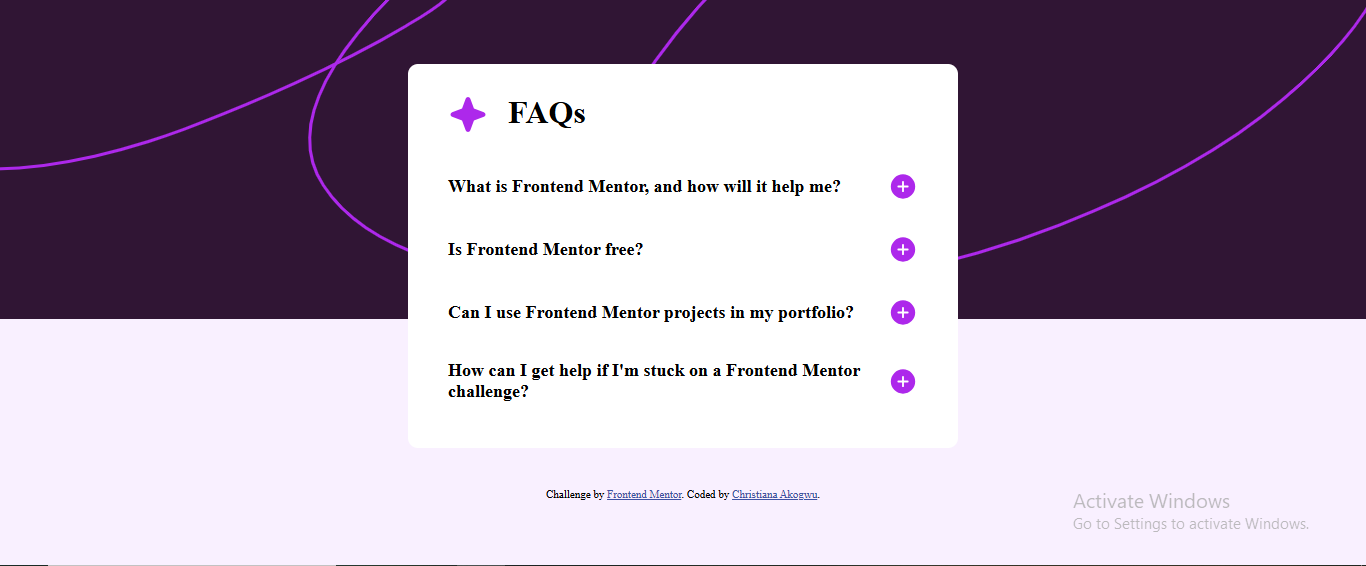 FAQs
What is Frontend Mentor, and how will it help me?
Is Frontend Mentor free?
Can I use Frontend Mentor projects in my portfolio?
How can I get help if I'm stuck on a Frontend Mentor
challenge?
Challenge by Frontend Mentor. Coded by Christiana Akogwu.
Activate Windows
Go to Settings to activate Windows.